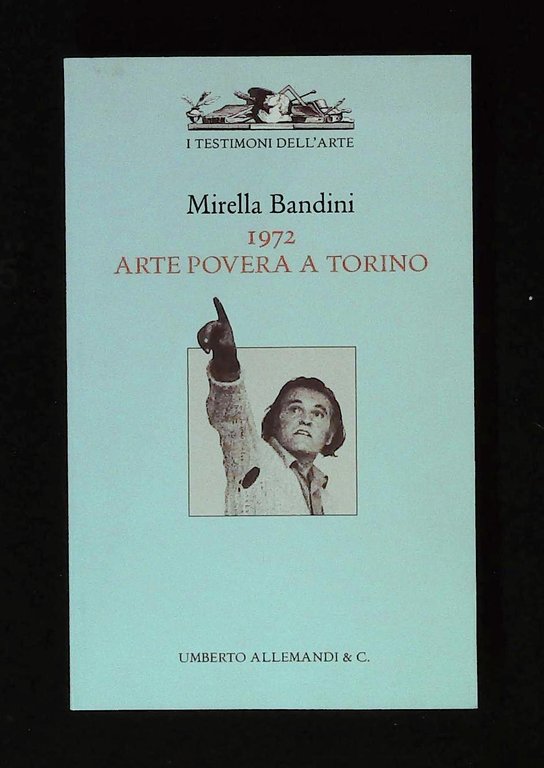 I TESTIMONI DELL'ARTE
Mirella Bandini
1972
ARTE POVERA A TORINO
UMBERTO ALLEMANDI & C.